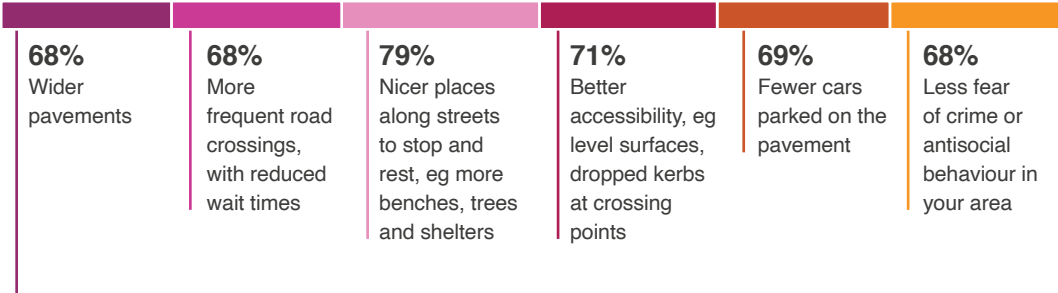 68%
Wider
pavements
68%
More
frequent road
crossings,
with reduced
wait times
79%
Nicer places
along streets
to stop and
rest, eg more
benches, trees
and shelters
71%
Better
accessibility, eg
level surfaces,
dropped kerbs
at crossing
points
69%
Fewer cars
parked on the
pavement
68%
Less fear
of crime or
antisocial
behaviour in
your area